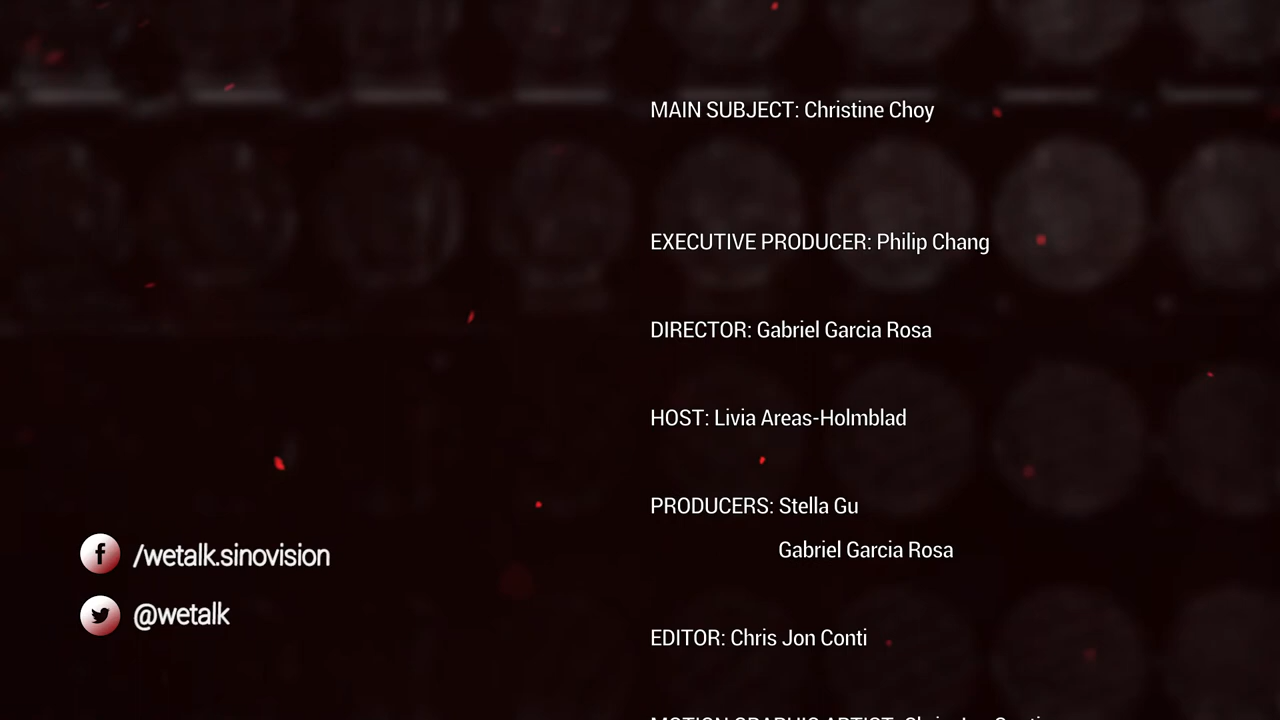 MAIN SUBJECT: Christine Choy
EXECUTIVE PRODUCER: Philip Chang
DIRECTOR: Gabriel Garcia Rosa
HOST: Livia Areas-Holmblad
PRODUCERS: Stella Gu
Gabriel Garcia Rosa
/wetalk.sinovision
@wetalk
EDITOR: Chris Jon Conti